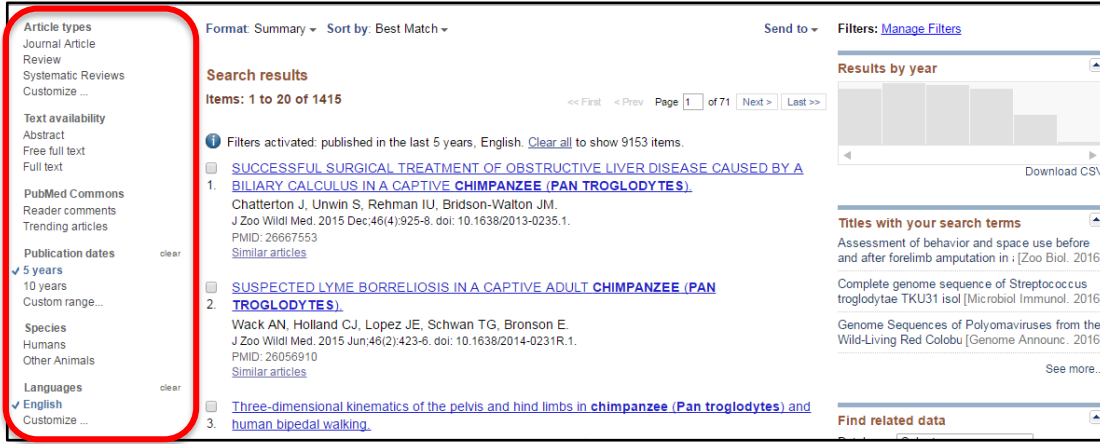 Article types
Journal Article
Review
Systematic Reviews
Customize ...
Text availability
Abstract
Free full text
Full text
PubMed Commons
Reader comments
Trending articles
Publication dates clear
5 years
10 years
Custom range...
Species
Humans
Other Animals
Languages clear
English
Customize ...
Format: Summary Sort by: Best Match Send to
Search results
Items: 1 to 20 of 1415
<< First < Prev Page 1 of 71 Next > Last >>
Filters activated: published in the last 5 years, English. Clear all to show 9153 items.
SUCCESSFUL SURGICAL TREATMENT OF OBSTRUCTIVE LIVER DISEASE CAUSED BY A
1. BILIARY CALCULUS IN A CAPTIVE CHIMPANZEE (PAN TROGLODYTES).
Chatterton J, Unwin S, Rehman IU, Bridson-Walton JM.
J Zoo Wildl Med. 2015 Dec;46(4):925-8. doi: 10.1638/2013-0235.1.
PMID: 26667553
Similar articles
SUSPECTED LYME BORRELIOSIS IN A CAPTIVE ADULT CHIMPANZEE (PAN
2. TROGLODYTES).
Wack AN, Holland CJ, Lopez JE, Schwan TG, Bronson E.
J Zoo Wildl Med. 2015 Jun;46(2):423-6. doi: 10.1638/2014-0231R.1.
PMID: 26056910
Similar articles
Three-dimensional kinematics of the pelvis and hind limbs in chimpanzee (Pan troglodytes) and
3. human bipedal walking.
Filters: Manage Filters
Results by year
Download CSV
Titles with your search terms
Assessment of behavior and space use before
and after forelimb amputation in [Zoo Biol. 2016
Complete genome sequence of Streptococcus
troglodytae TKU31 isol [Microbiol Immunol. 2016
Genome Sequences of Polyomaviruses from the
Wild-Living Red Colobu [Genome Announc. 2016
See more..
Find related data